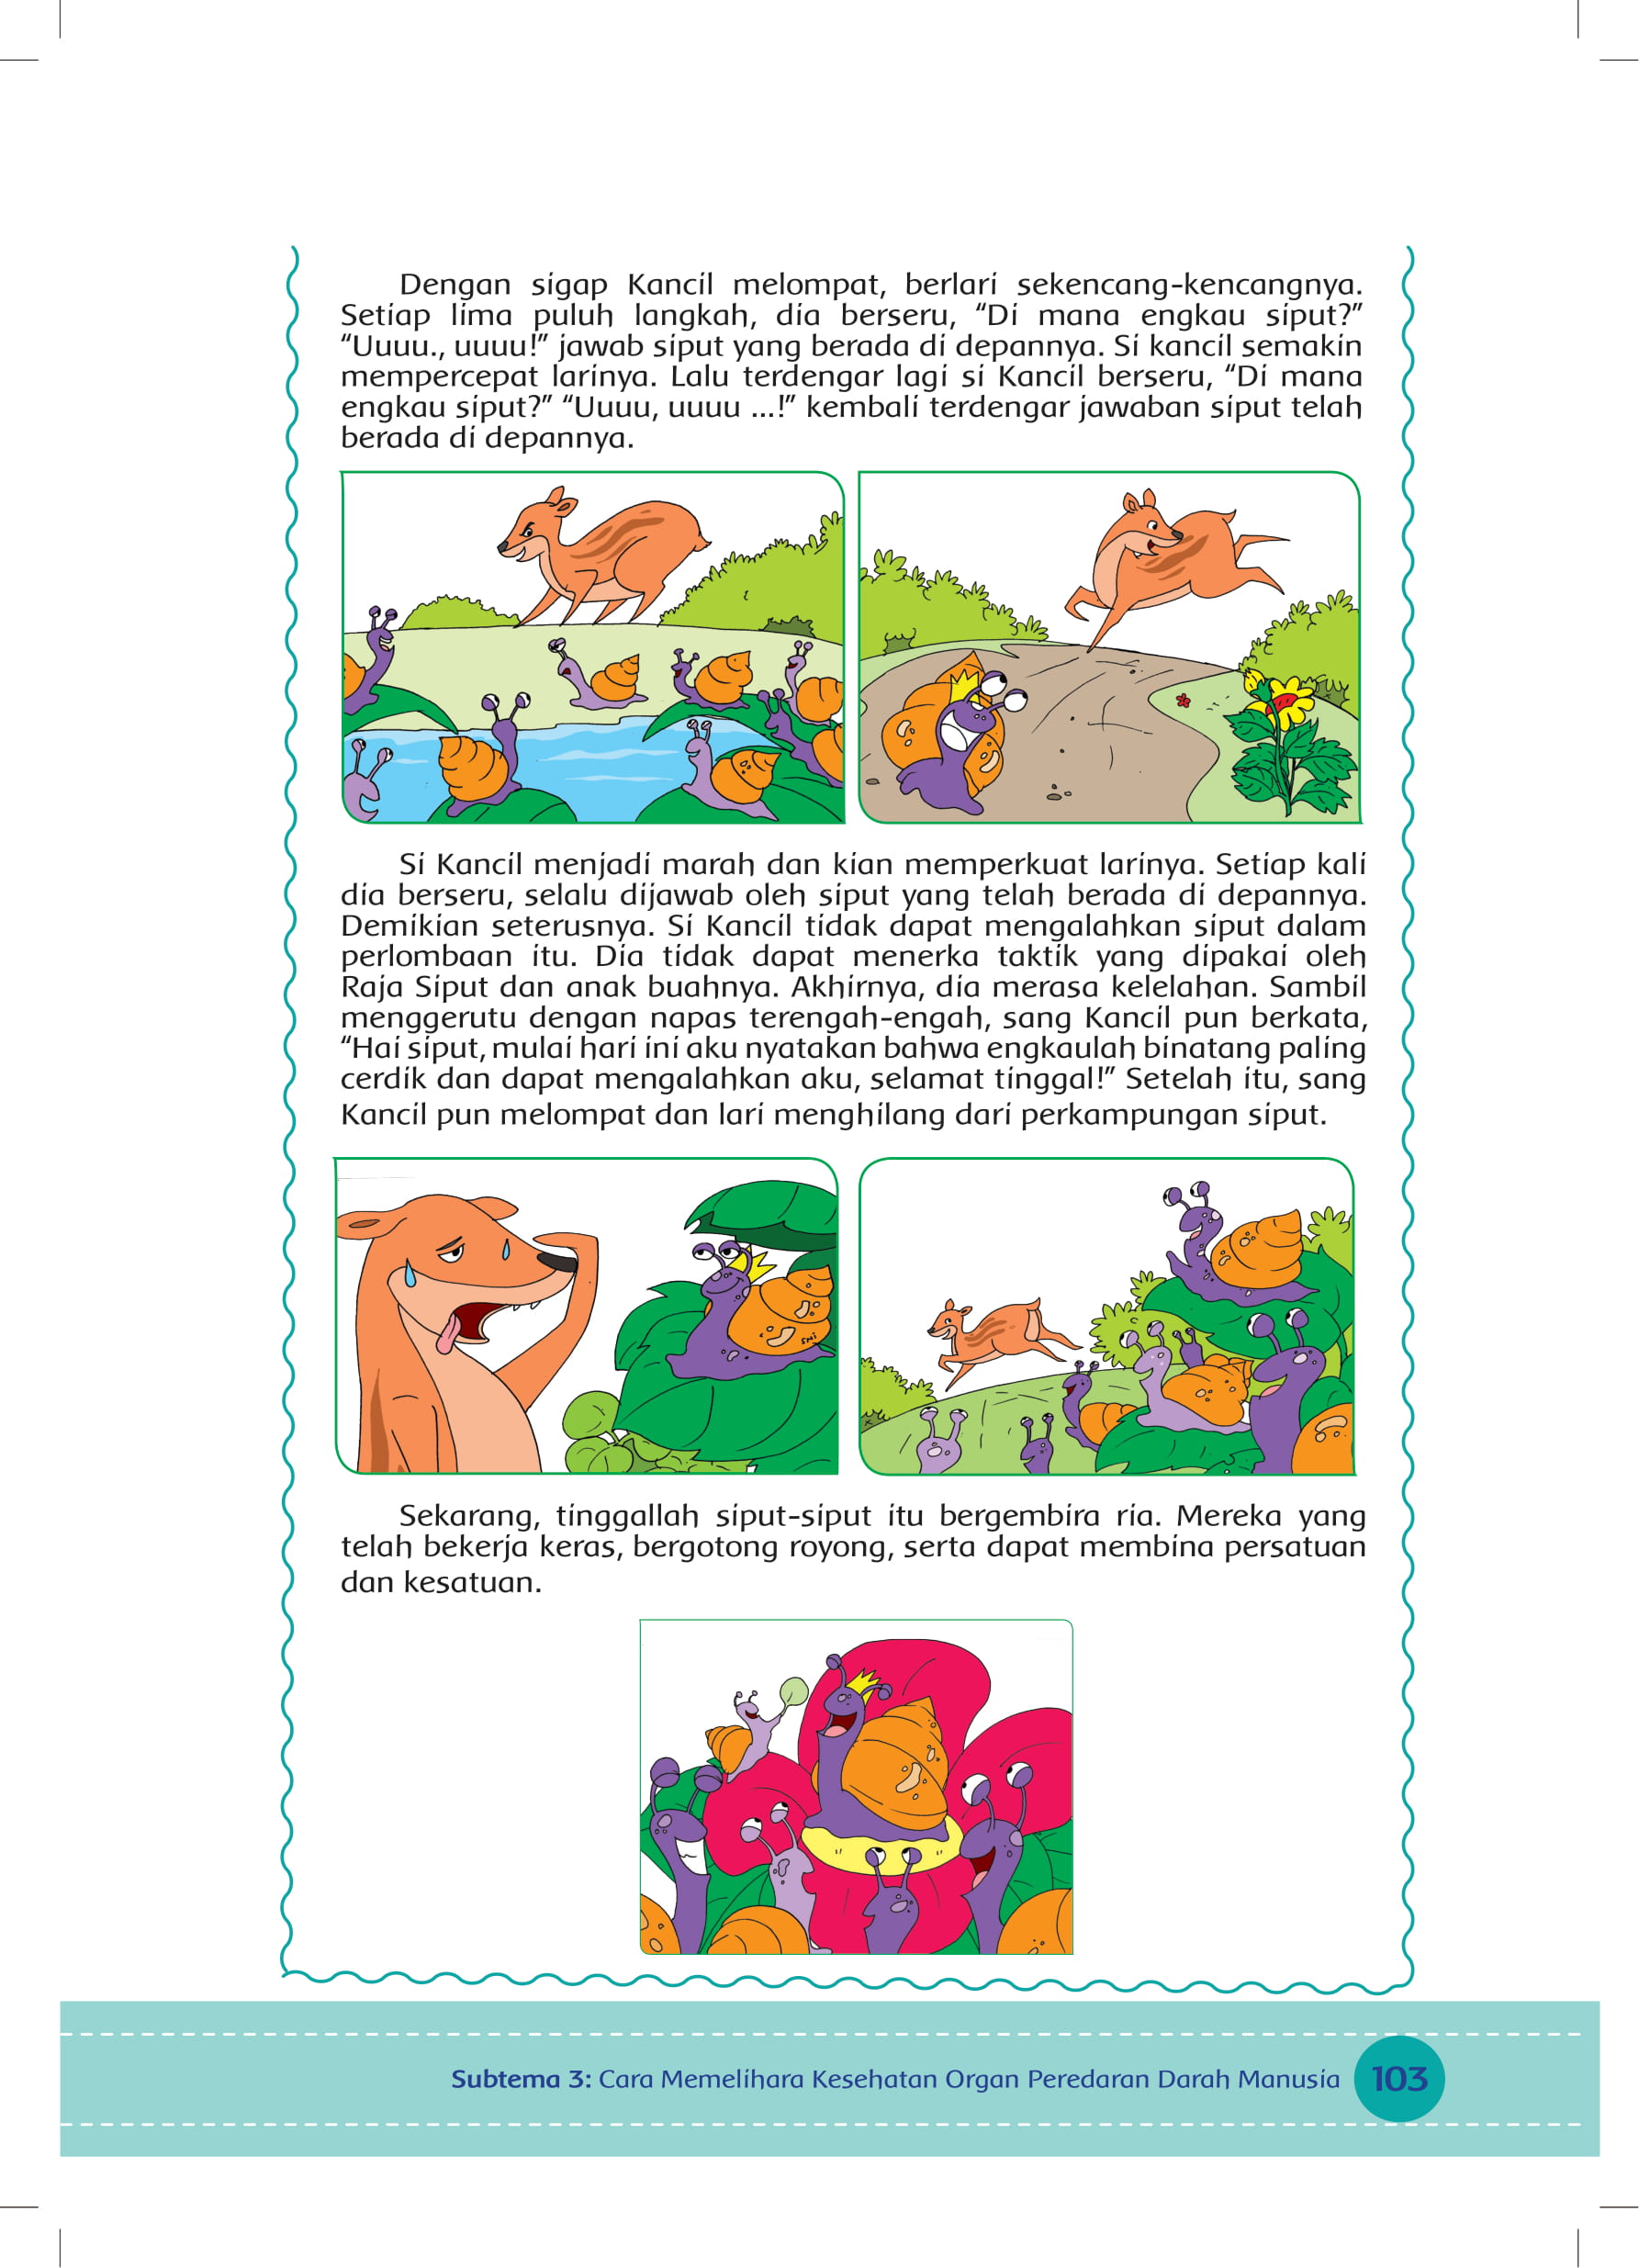 Dengan sigap Kancil melompat, berlari sekencang-kencangnya.
Setiap lima puluh langkah, dia berseru, “Di mana engkau siput?”
“Uuuu., uuuu!” jawab siput yang berada di depannya. Si kancil semakin
mempercepat larinya. Lalu terdengar lagi si Kancil berseru, “Di mana
engkau siput?” “Uuuu, uuuu ...!” kembali terdengar jawaban siput telah
berada di depannya.
Si Kancil menjadi marah dan kian memperkuat larinya. Setiap kali
dia berseru, selalu dijawab oleh siput yang telah berada di depannya.
Demikian seterusnya. Si Kancil tidak dapat mengalahkan siput dalam
perlombaan itu. Dia tidak dapat menerka taktik yang dipakai oleh
Raja Siput dan anak buahnya. Akhirnya, dia merasa kelelahan. Sambil
menggerutu dengan napas terengah-engah, sang Kancil pun berkata,
“Hai siput, mulai hari ini aku nyatakan bahwa engkaulah binatang paling
cerdik dan dapat mengalahkan aku, selamat tinggal!” Setelah itu, sang
Kancil pun melompat dan lari menghilang dari perkampungan siput.
Sekarang, tinggallah siput-siput itu bergembira ria. Mereka yang
telah bekerja keras, bergotong royong, serta dapat membina persatuan
dan kesatuan.
Subtema 3: Cara Memelihara Kesehatan Organ Peredaran Darah Manusia 103